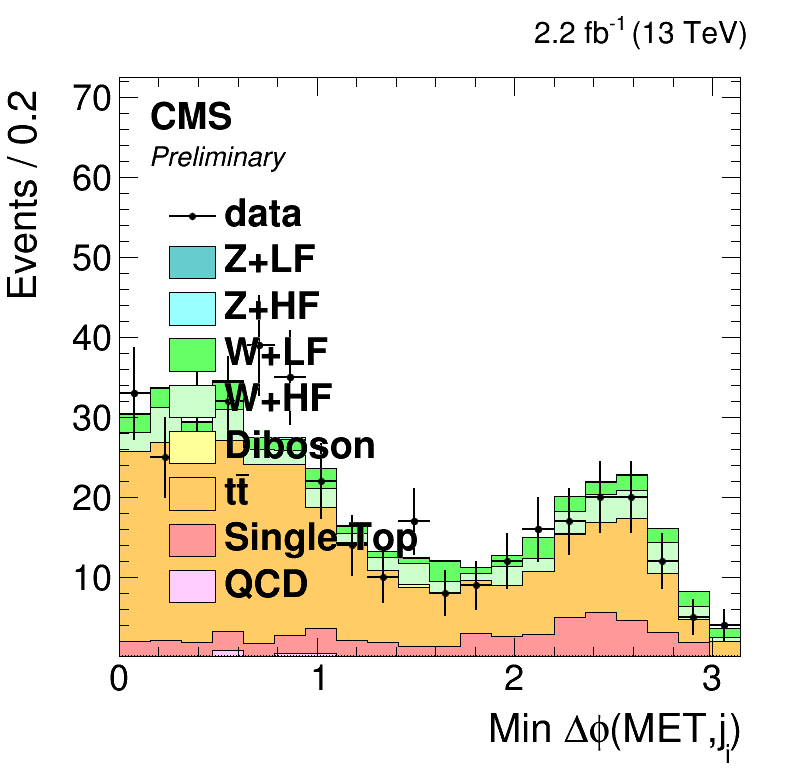 2.2 fb⁻¹ (13 TeV)
Events / 0.2
70
60
50
40
30
20
10
CMS
Preliminary
data
Z+LF
Z+HF
W+LF
W+HF
Diboson
tt̄
Single Top
QCD
0 1 2 3
Min Δϕ(MET,jᵢ)